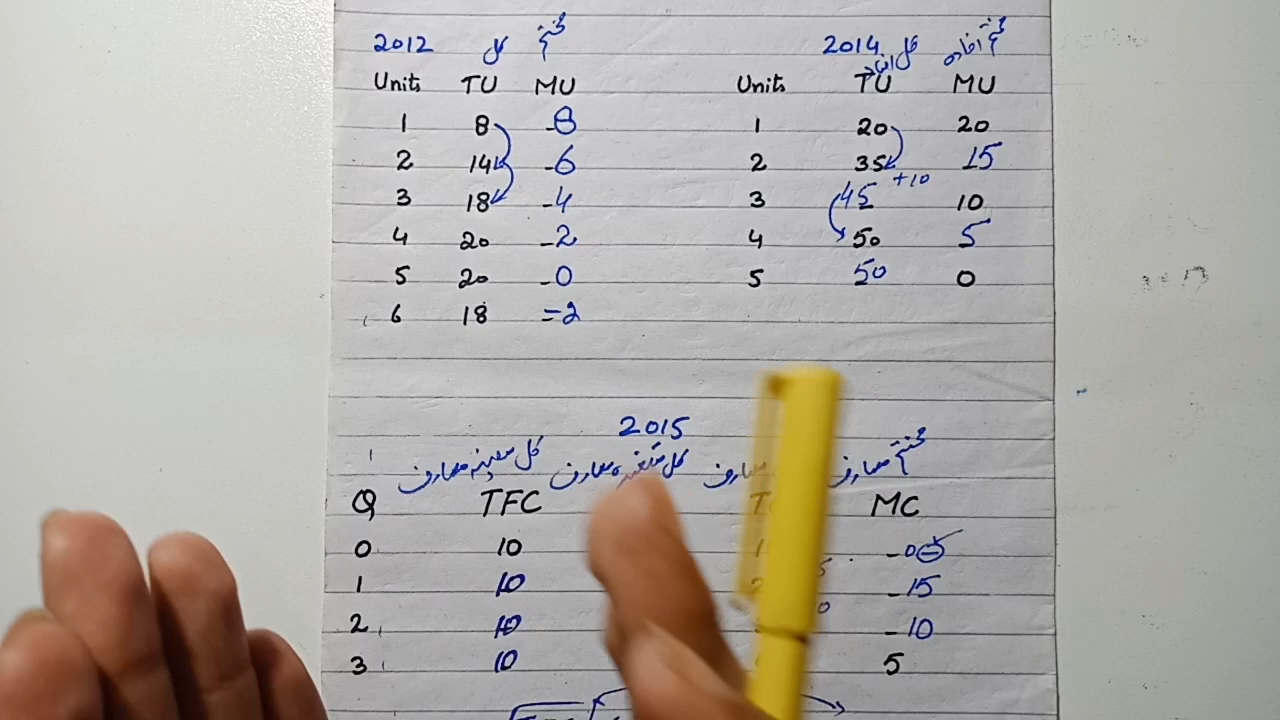 2012 کل مختتم
Units TU MU
1 8 -8
2 14 -6
3 18 -4
4 20 -2
5 20 -0
6 18 =2
2014 کل افادہ مختتم افادہ
Units TU MU
1 20 20
2 35 15
+10
3 45 10
4 50 5
5 50 0
2015
کل معینہ مصارف کل متغیرہ مصارف مصارف مختتم مصارف
Q TFC MC
0 10 -0
1 10 -15
2 10 -10
3 10 5